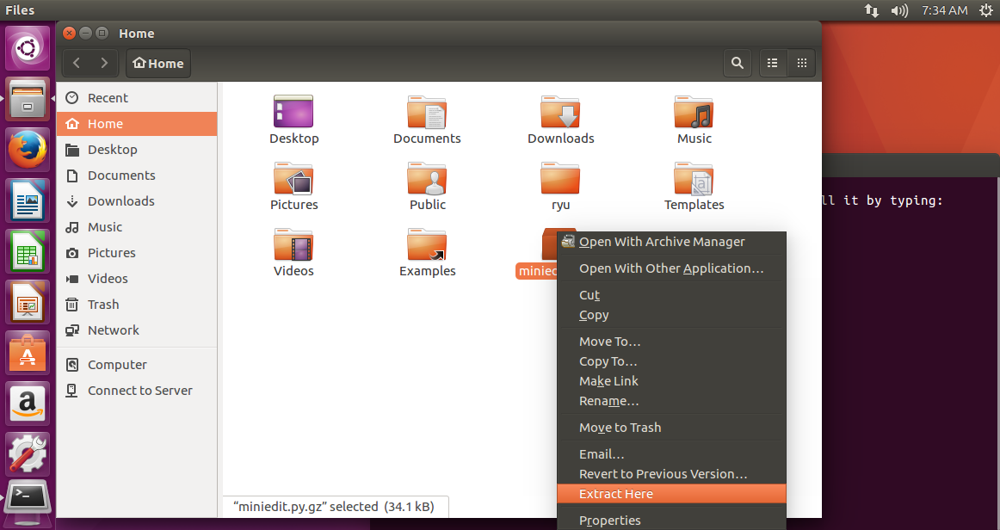 Files
7:34 AM
Home
Home
Recent
Home
Desktop
Documents
Downloads
Music
Pictures
Videos
Trash
Network
Computer
Connect to Server
Desktop
Documents
Downloads
Music
Pictures
Public
ryu
Templates
Videos
Examples
Open With Archive Manager
Open With Other Application…
Cut
Copy
Move To…
Copy To…
Make Link
Rename…
Move to Trash
Email…
Revert to Previous Version…
Extract Here
Properties
“miniedit.py.gz” selected (34.1 kB)
it by typing: